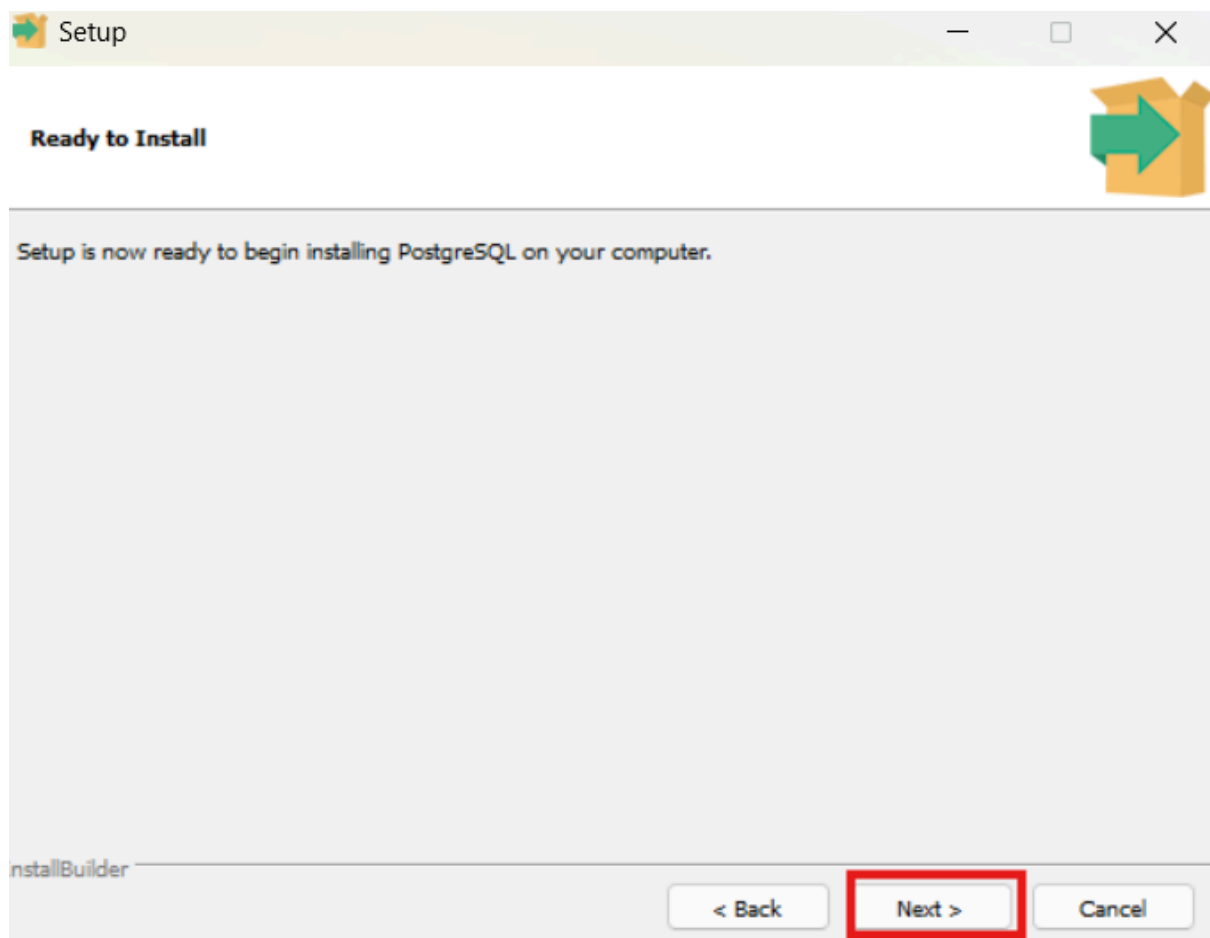 Setup
Ready to Install
Setup is now ready to begin installing PostgreSQL on your computer.
nstallBuilder
< Back Next > Cancel